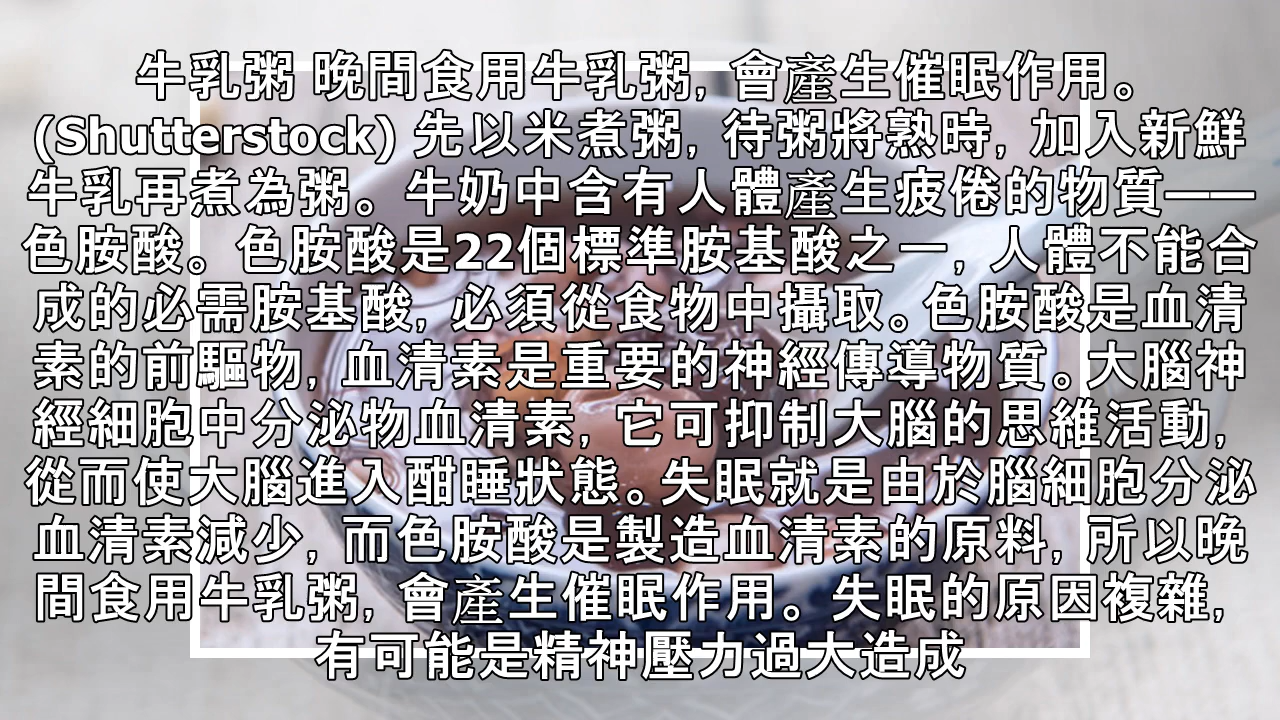 牛乳粥 晚間食用牛乳粥, 會產生催眠作用。
(Shutterstock) 先以米煮粥, 待粥將熟時, 加入新鮮
牛乳再煮為粥。牛奶中含有人體產生疲倦的物質——
色胺酸。色胺酸是22個標準胺基酸之一, 人體不能合
成的必需胺基酸, 必須從食物中攝取。色胺酸是血清
素的前驅物, 血清素是重要的神經傳導物質。大腦神
經細胞中分泌物血清素, 它可抑制大腦的思維活動,
從而使大腦進入酣睡狀態。失眠就是由於腦細胞分泌
血清素減少, 而色胺酸是製造血清素的原料, 所以晚
間食用牛乳粥, 會產生催眠作用。失眠的原因複雜,
有可能是精神壓力過大造成